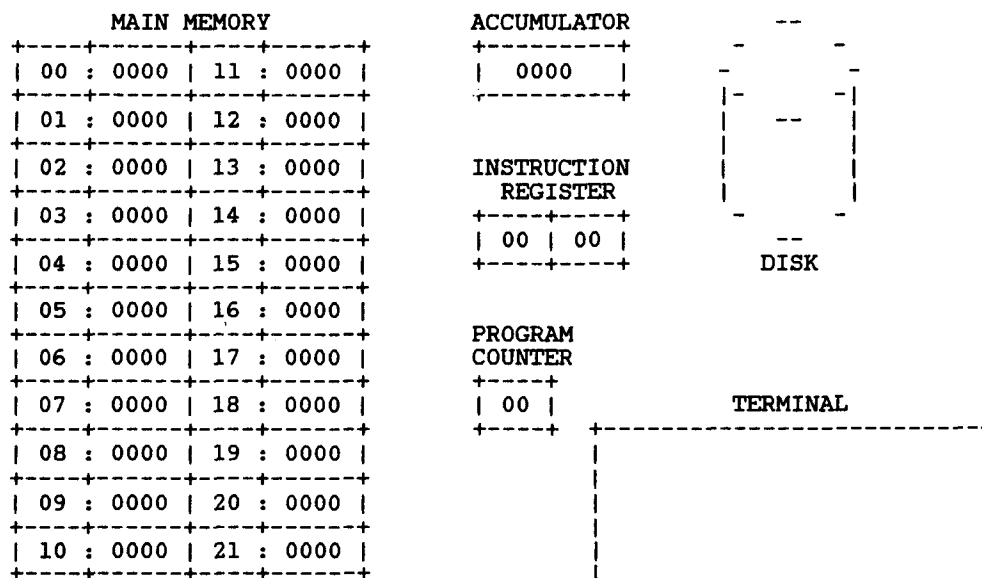 MAIN MEMORY
00 : 0000 | 11 : 0000
01 : 0000 | 12 : 0000
02 : 0000 | 13 : 0000
03 : 0000 | 14 : 0000
04 : 0000 | 15 : 0000
05 : 0000 | 16 : 0000
06 : 0000 | 17 : 0000
07 : 0000 | 18 : 0000
08 : 0000 | 19 : 0000
09 : 0000 | 20 : 0000
10 : 0000 | 21 : 0000
ACCUMULATOR
0000
INSTRUCTION
REGISTER
00 | 00
PROGRAM
COUNTER
00
DISK
TERMINAL